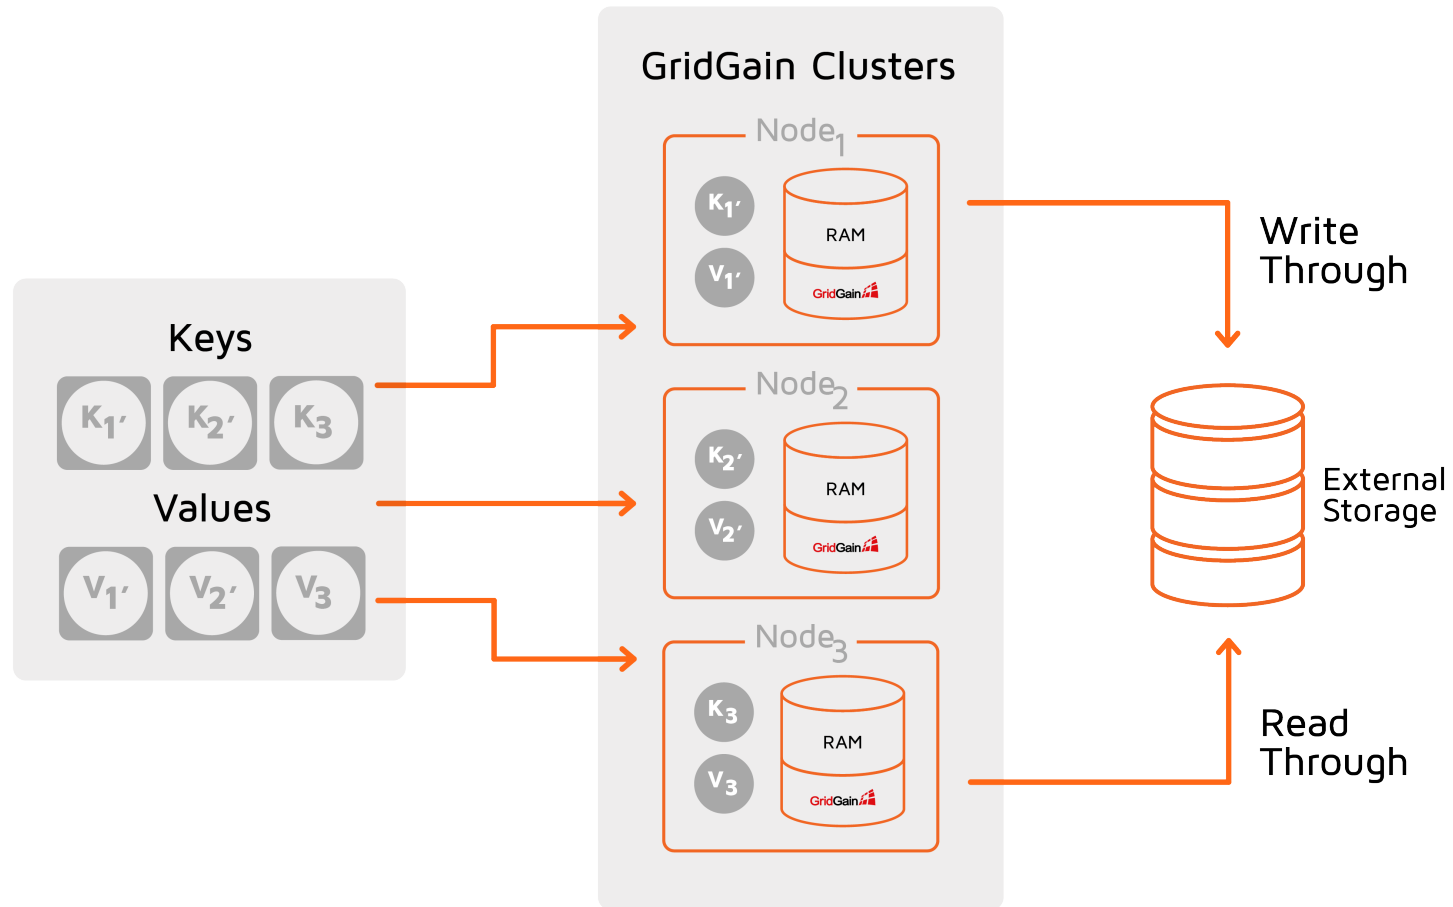 GridGain Clusters
Node1
K1′
V1′
RAM
GridGain
Node2
K2′
V2′
RAM
GridGain
Node3
K3
V3
RAM
GridGain
Keys
K1′ K2′ K3
Values
V1′ V2′ V3
Write
Through
External
Storage
Read
Through